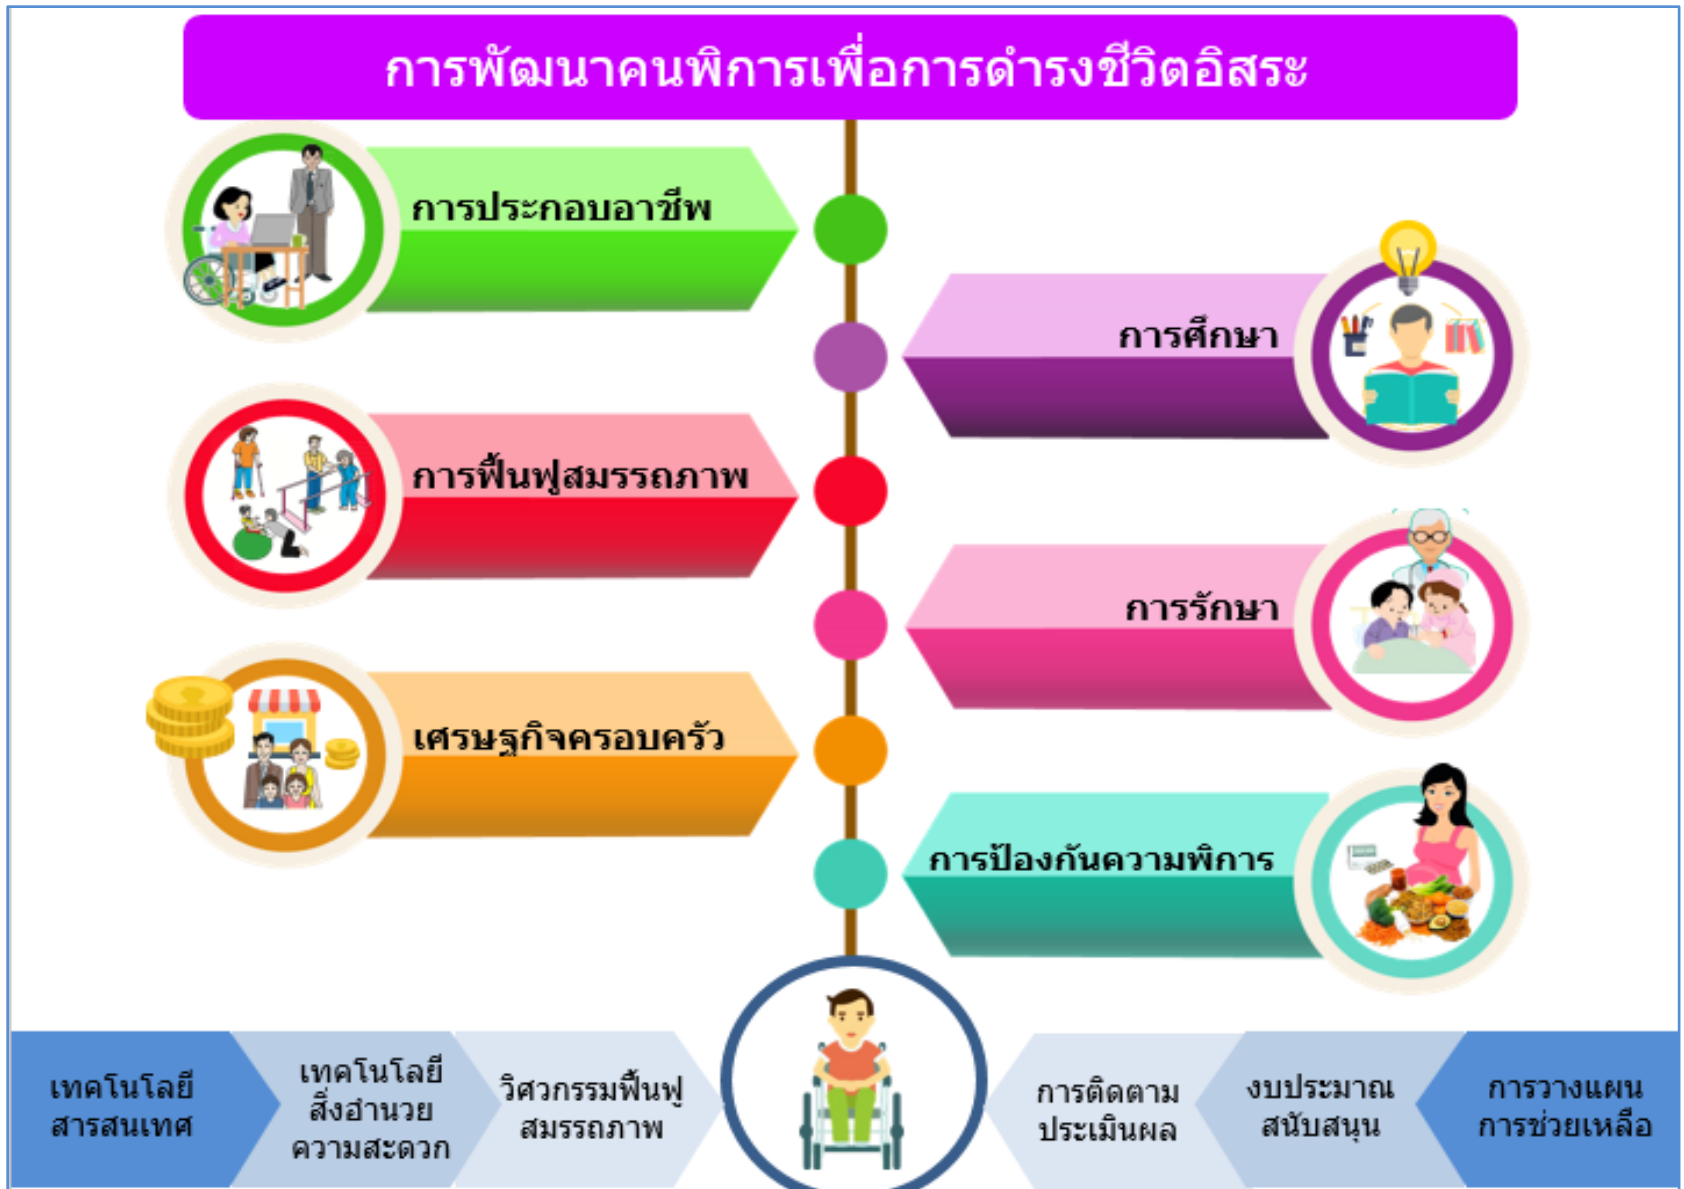 การพัฒนาคนพิการเพื่อการดำรงชีวิตอิสระ
การประกอบอาชีพ
การศึกษา
การฟื้นฟูสมรรถภาพ
การรักษา
เศรษฐกิจครอบครัว
การป้องกันความพิการ
เทคโนโลยี
สารสนเทศ
เทคโนโลยี
สิ่งอำนวย
ความสะดวก
วิศวกรรมฟื้นฟู
สมรรถภาพ
การติดตาม
ประเมินผล
งบประมาณ
สนับสนุน
การวางแผน
การช่วยเหลือ